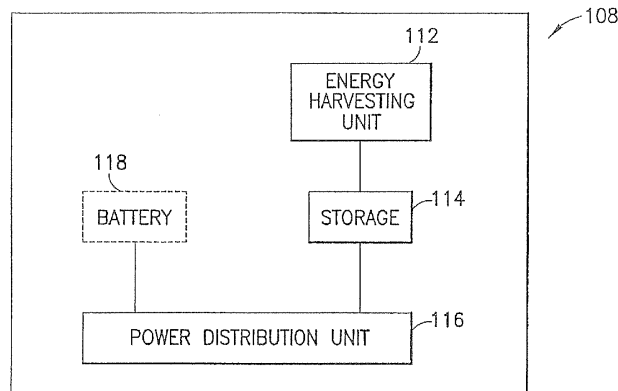 108
112
ENERGY
HARVESTING
UNIT
118
BATTERY
STORAGE
114
POWER DISTRIBUTION UNIT
116